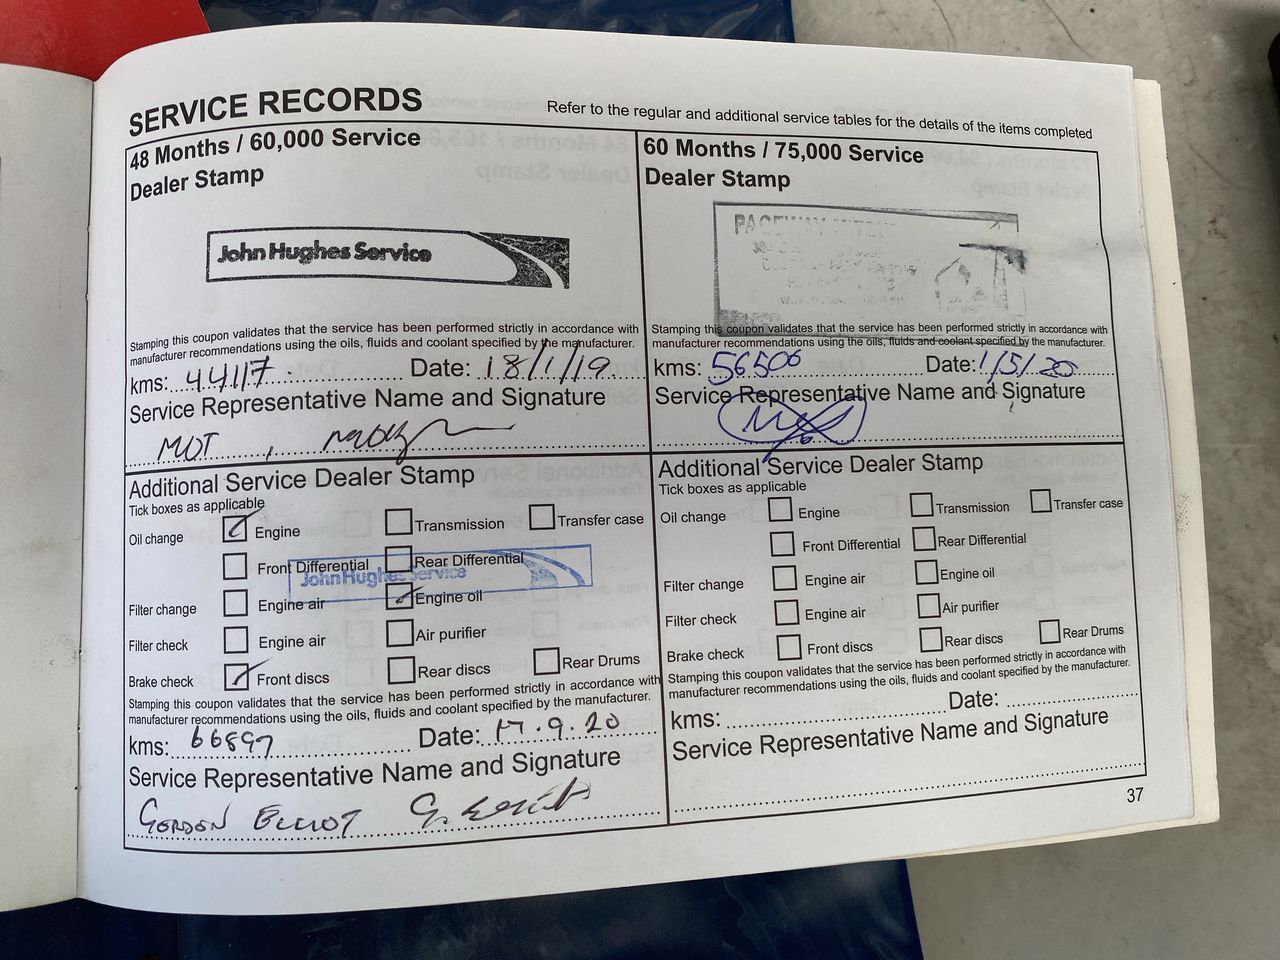 SERVICE RECORDS
Refer to the regular and additional service tables for the details of the items completed
48 Months / 60,000 Service
Dealer Stamp
John Hughes Service
Stamping this coupon validates that the service has been performed strictly in accordance with
manufacturer recommendations using the oils, fluids and coolant specified by the manufacturer.
kms: 44117 Date: 18/1/19
Service Representative Name and Signature
Additional Service Dealer Stamp
Tick boxes as applicable
Oil change Engine Transmission Transfer case
Front Differential Rear Differential
John Hughes Service
Filter change Engine air Engine oil
Filter check Engine air Air purifier
Brake check Front discs Rear discs Rear Drums
Stamping this coupon validates that the service has been performed strictly in accordance with
manufacturer recommendations using the oils, fluids and coolant specified by the manufacturer.
kms: 66897 Date: 17.9.20
Service Representative Name and Signature
GORDON ELLIOT
60 Months / 75,000 Service
Dealer Stamp
PACEWAY
Stamping this coupon validates that the service has been performed strictly in accordance with
manufacturer recommendations using the oils, fluids and coolant specified by the manufacturer.
kms: 56506 Date: 1/5/20
Service Representative Name and Signature
Additional Service Dealer Stamp
Tick boxes as applicable
Oil change Engine Transmission Transfer case
Front Differential Rear Differential
Filter change Engine air Engine oil
Filter check Engine air Air purifier
Brake check Front discs Rear discs Rear Drums
Stamping this coupon validates that the service has been performed strictly in accordance with
manufacturer recommendations using the oils, fluids and coolant specified by the manufacturer.
kms: Date:
Service Representative Name and Signature
37